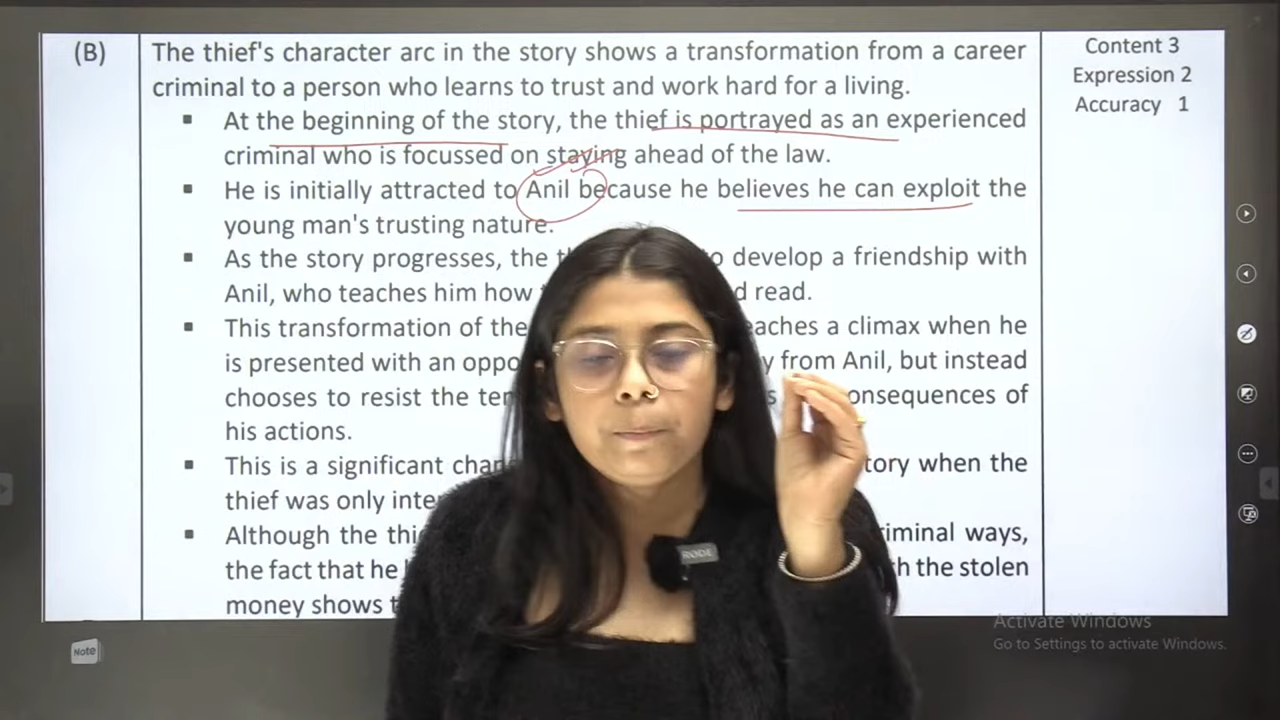 (B)
The thief's character arc in the story shows a transformation from a career
criminal to a person who learns to trust and work hard for a living.
▪ At the beginning of the story, the thief is portrayed as an experienced
criminal who is focussed on staying ahead of the law.
▪ He is initially attracted to Anil because he believes he can exploit the
young man's trusting nature.
▪ As the story progresses, the develop a friendship with
Anil, who teaches him how read.
▪ This transformation of the reaches a climax when he
is presented with an from Anil, but instead
chooses to resist the consequences of
his actions.
▪ This is a significant story when the
thief was only
▪ Although the criminal ways,
the fact that he the stolen
money shows
Content 3
Expression 2
Accuracy 1
RODE
Note
Activate Windows
Go to Settings to activate Windows.